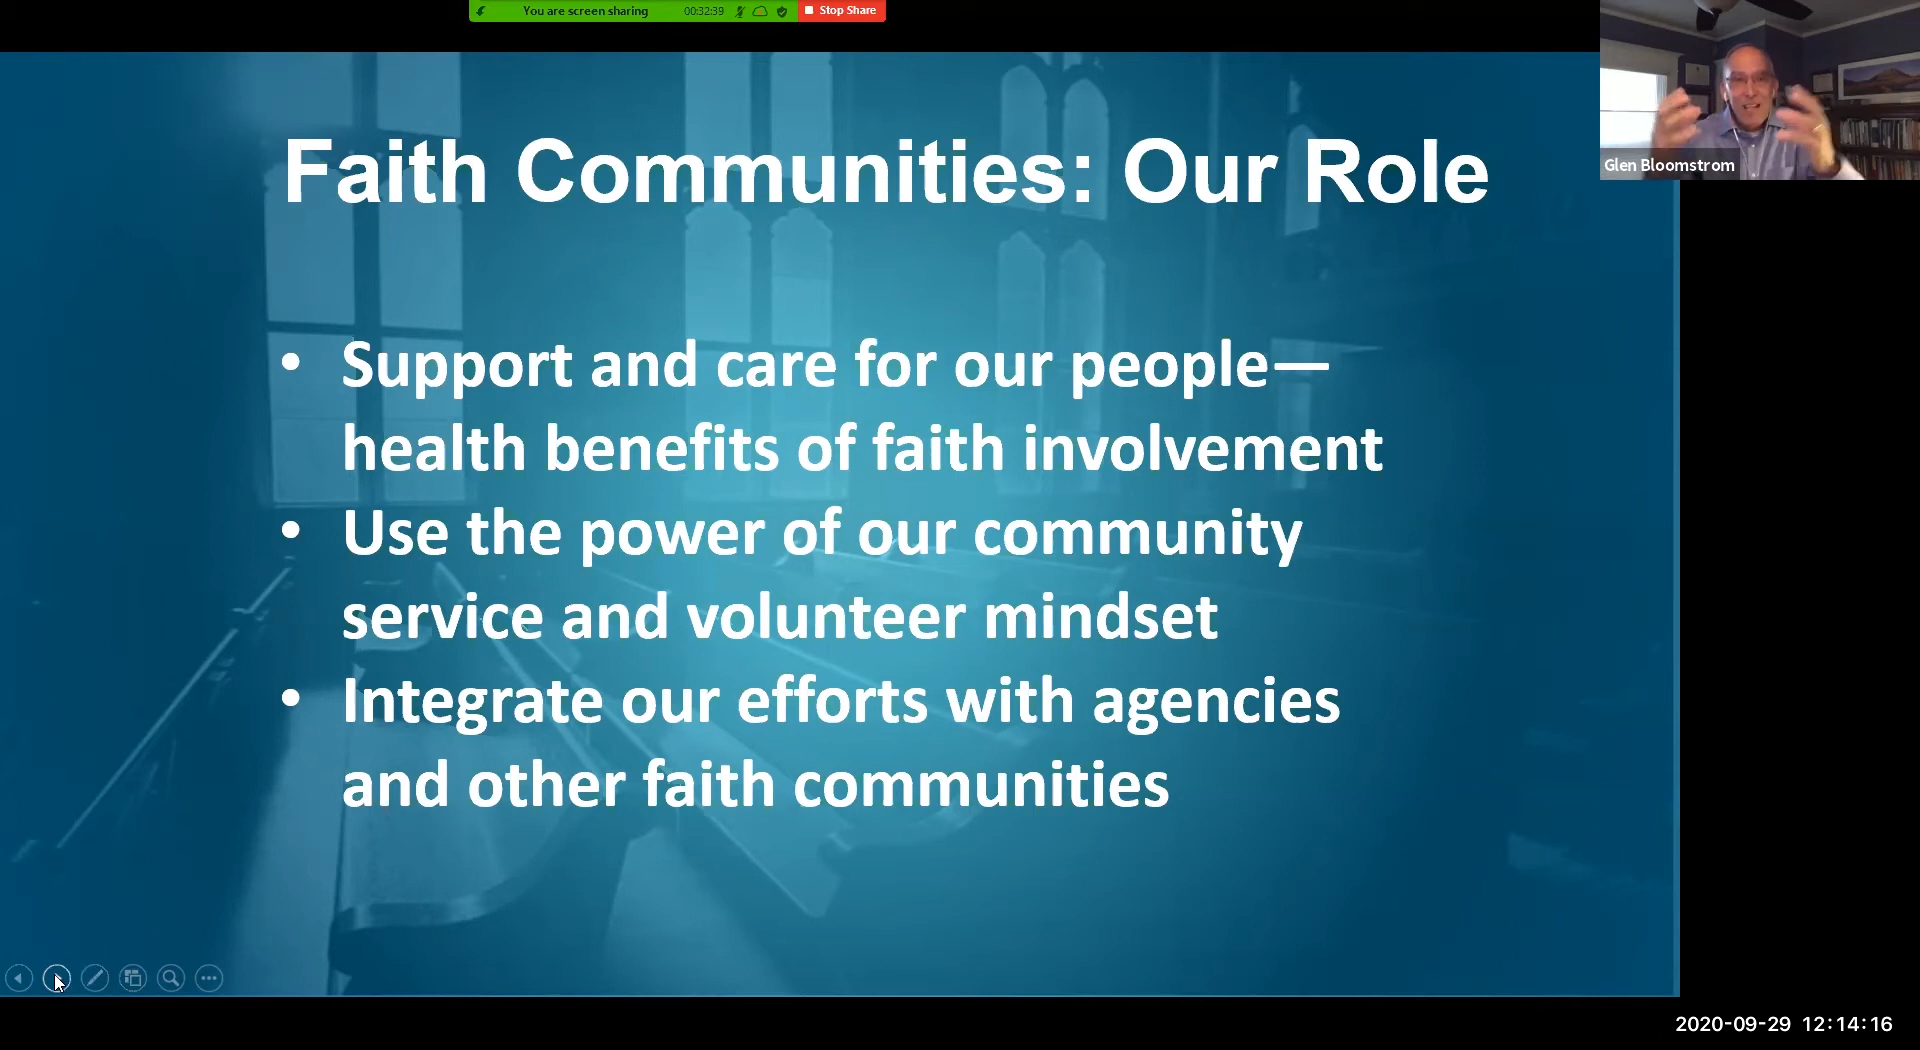 You are screen sharing 00:32:39 Stop Share
Glen Bloomstrom
Faith Communities: Our Role
• Support and care for our people—
health benefits of faith involvement
• Use the power of our community
service and volunteer mindset
• Integrate our efforts with agencies
and other faith communities
2020-09-29 12:14:16